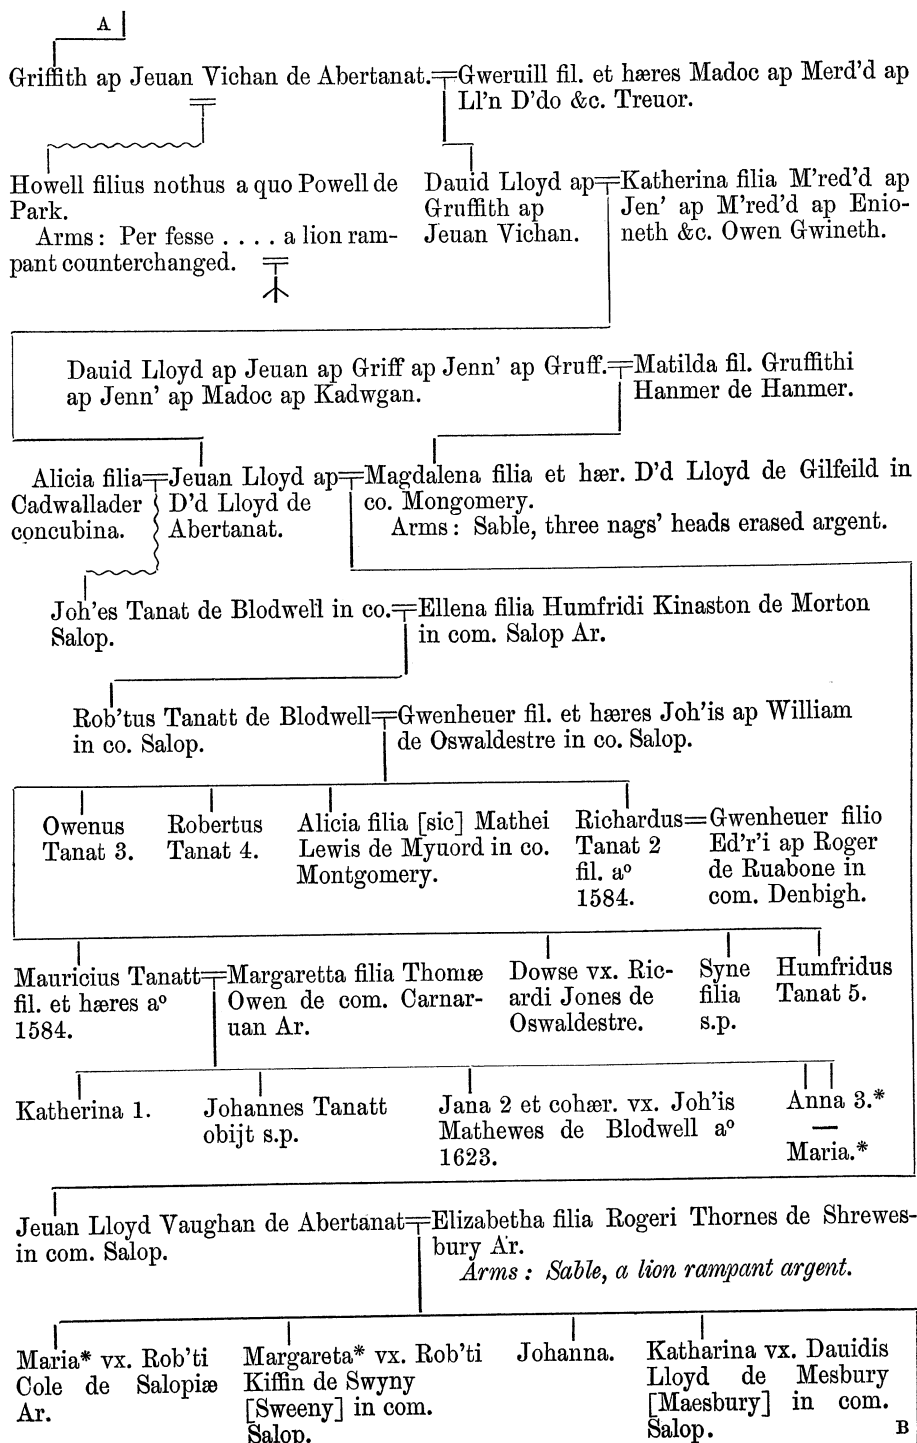 A
Griffith ap Jeuan Vichan de Abertanat.
Gweruill fil. et hæres Madoc ap Merd'd ap
Ll'n D'do &c. Treuor.
Howell filius nothus a quo Powell de
Park.
Arms: Per fesse . . . . a lion ram-
pant counterchanged.
Dauid Lloyd ap
Gruffith ap
Jeuan Vichan.
Katherina filia M'red'd ap
Jen' ap M'red'd ap Enio-
neth &c. Owen Gwineth.
Dauid Lloyd ap Jeuan ap Griff ap Jenn' ap Gruff.
ap Jenn' ap Madoc ap Kadwgan.
Matilda fil. Gruffithi
Hanmer de Hanmer.
Alicia filia
Cadwallader
concubina.
Jeuan Lloyd ap
D'd Lloyd de
Abertanat.
Magdalena filia et hær. D'd Lloyd de Gilfeild in
co. Mongomery.
Arms: Sable, three nags' heads erased argent.
Joh'es Tanat de Blodwell in co.
Salop.
Ellena filia Humfridi Kinaston de Morton
in com. Salop Ar.
Rob'tus Tanatt de Blodwell
in co. Salop.
Gwenheuer fil. et hæres Joh'is ap William
de Oswaldestre in co. Salop.
Owenus
Tanat 3.
Robertus
Tanat 4.
Alicia filia [sic] Mathei
Lewis de Myuord in co.
Montgomery.
Richardus
Tanat 2
fil. aº
1584.
Gwenheuer filio
Ed'r'i ap Roger
de Ruabone in
com. Denbigh.
Mauricius Tanatt
fil. et hæres aº
1584.
Margaretta filia Thomæ
Owen de com. Carnar-
uan Ar.
Dowse vx. Ric-
ardi Jones de
Oswaldestre.
Syne
filia
s.p.
Humfridus
Tanat 5.
Katherina 1.
Johannes Tanatt
obijt s.p.
Jana 2 et cohær. vx. Joh'is
Mathewes de Blodwell aº
1623.
Anna 3.*
Maria.*
Jeuan Lloyd Vaughan de Abertanat
in com. Salop.
Elizabetha filia Rogeri Thornes de Shrewes-
bury Ar.
Arms: Sable, a lion rampant argent.
Maria* vx. Rob'ti
Cole de Salopiæ
Ar.
Margareta* vx. Rob'ti
Kiffin de Swyny
[Sweeny] in com.
Salop.
Johanna.
Katharina vx. Dauidis
Lloyd de Mesbury
[Maesbury] in com.
Salop.
B